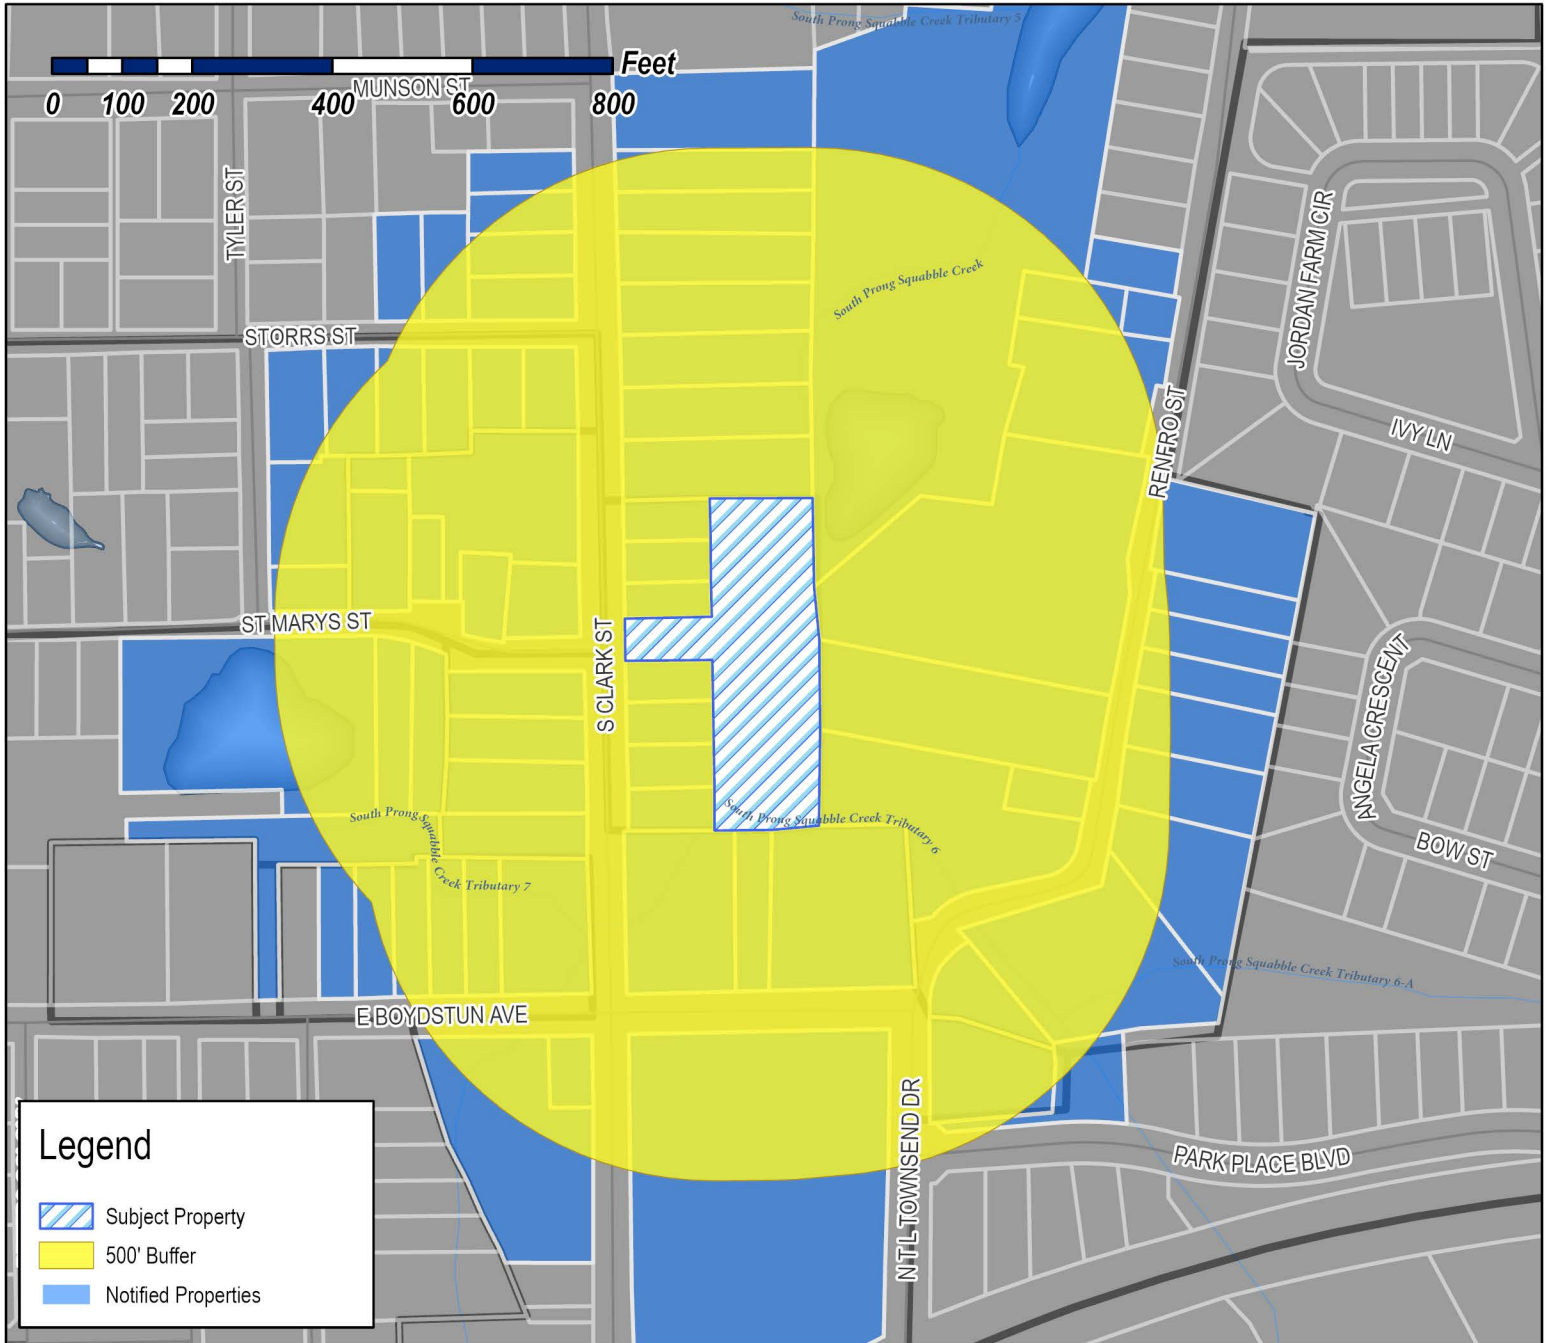 South Prong Squabble Creek Tributary 5
Feet
0 100 200 400 600 800
MUNSON ST
TYLER ST
JORDAN FARM CIR
South Prong Squabble Creek
STORRS ST
RENFRO ST
IVY LN
ST MARYS ST
S CLARK ST
ANGELA CRESCENT
South Prong Squabble Creek Tributary 7
South Prong Squabble Creek Tributary 6
BOW ST
South Prong Squabble Creek Tributary 6-A
E BOYDSTUN AVE
N T L TOWNSEND DR
PARK PLACE BLVD
Legend
Subject Property
500' Buffer
Notified Properties